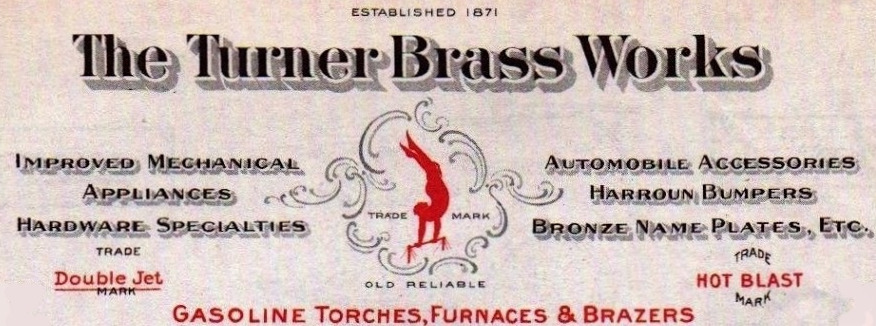 ESTABLISHED 1871
The Turner Brass Works
IMPROVED MECHANICAL
APPLIANCES
HARDWARE SPECIALTIES
TRADE
Double Jet
MARK
TRADE MARK
OLD RELIABLE
AUTOMOBILE ACCESSORIES
HARROUN BUMPERS
BRONZE NAME PLATES, ETC.
TRADE
HOT BLAST
MARK
GASOLINE TORCHES, FURNACES & BRAZERS